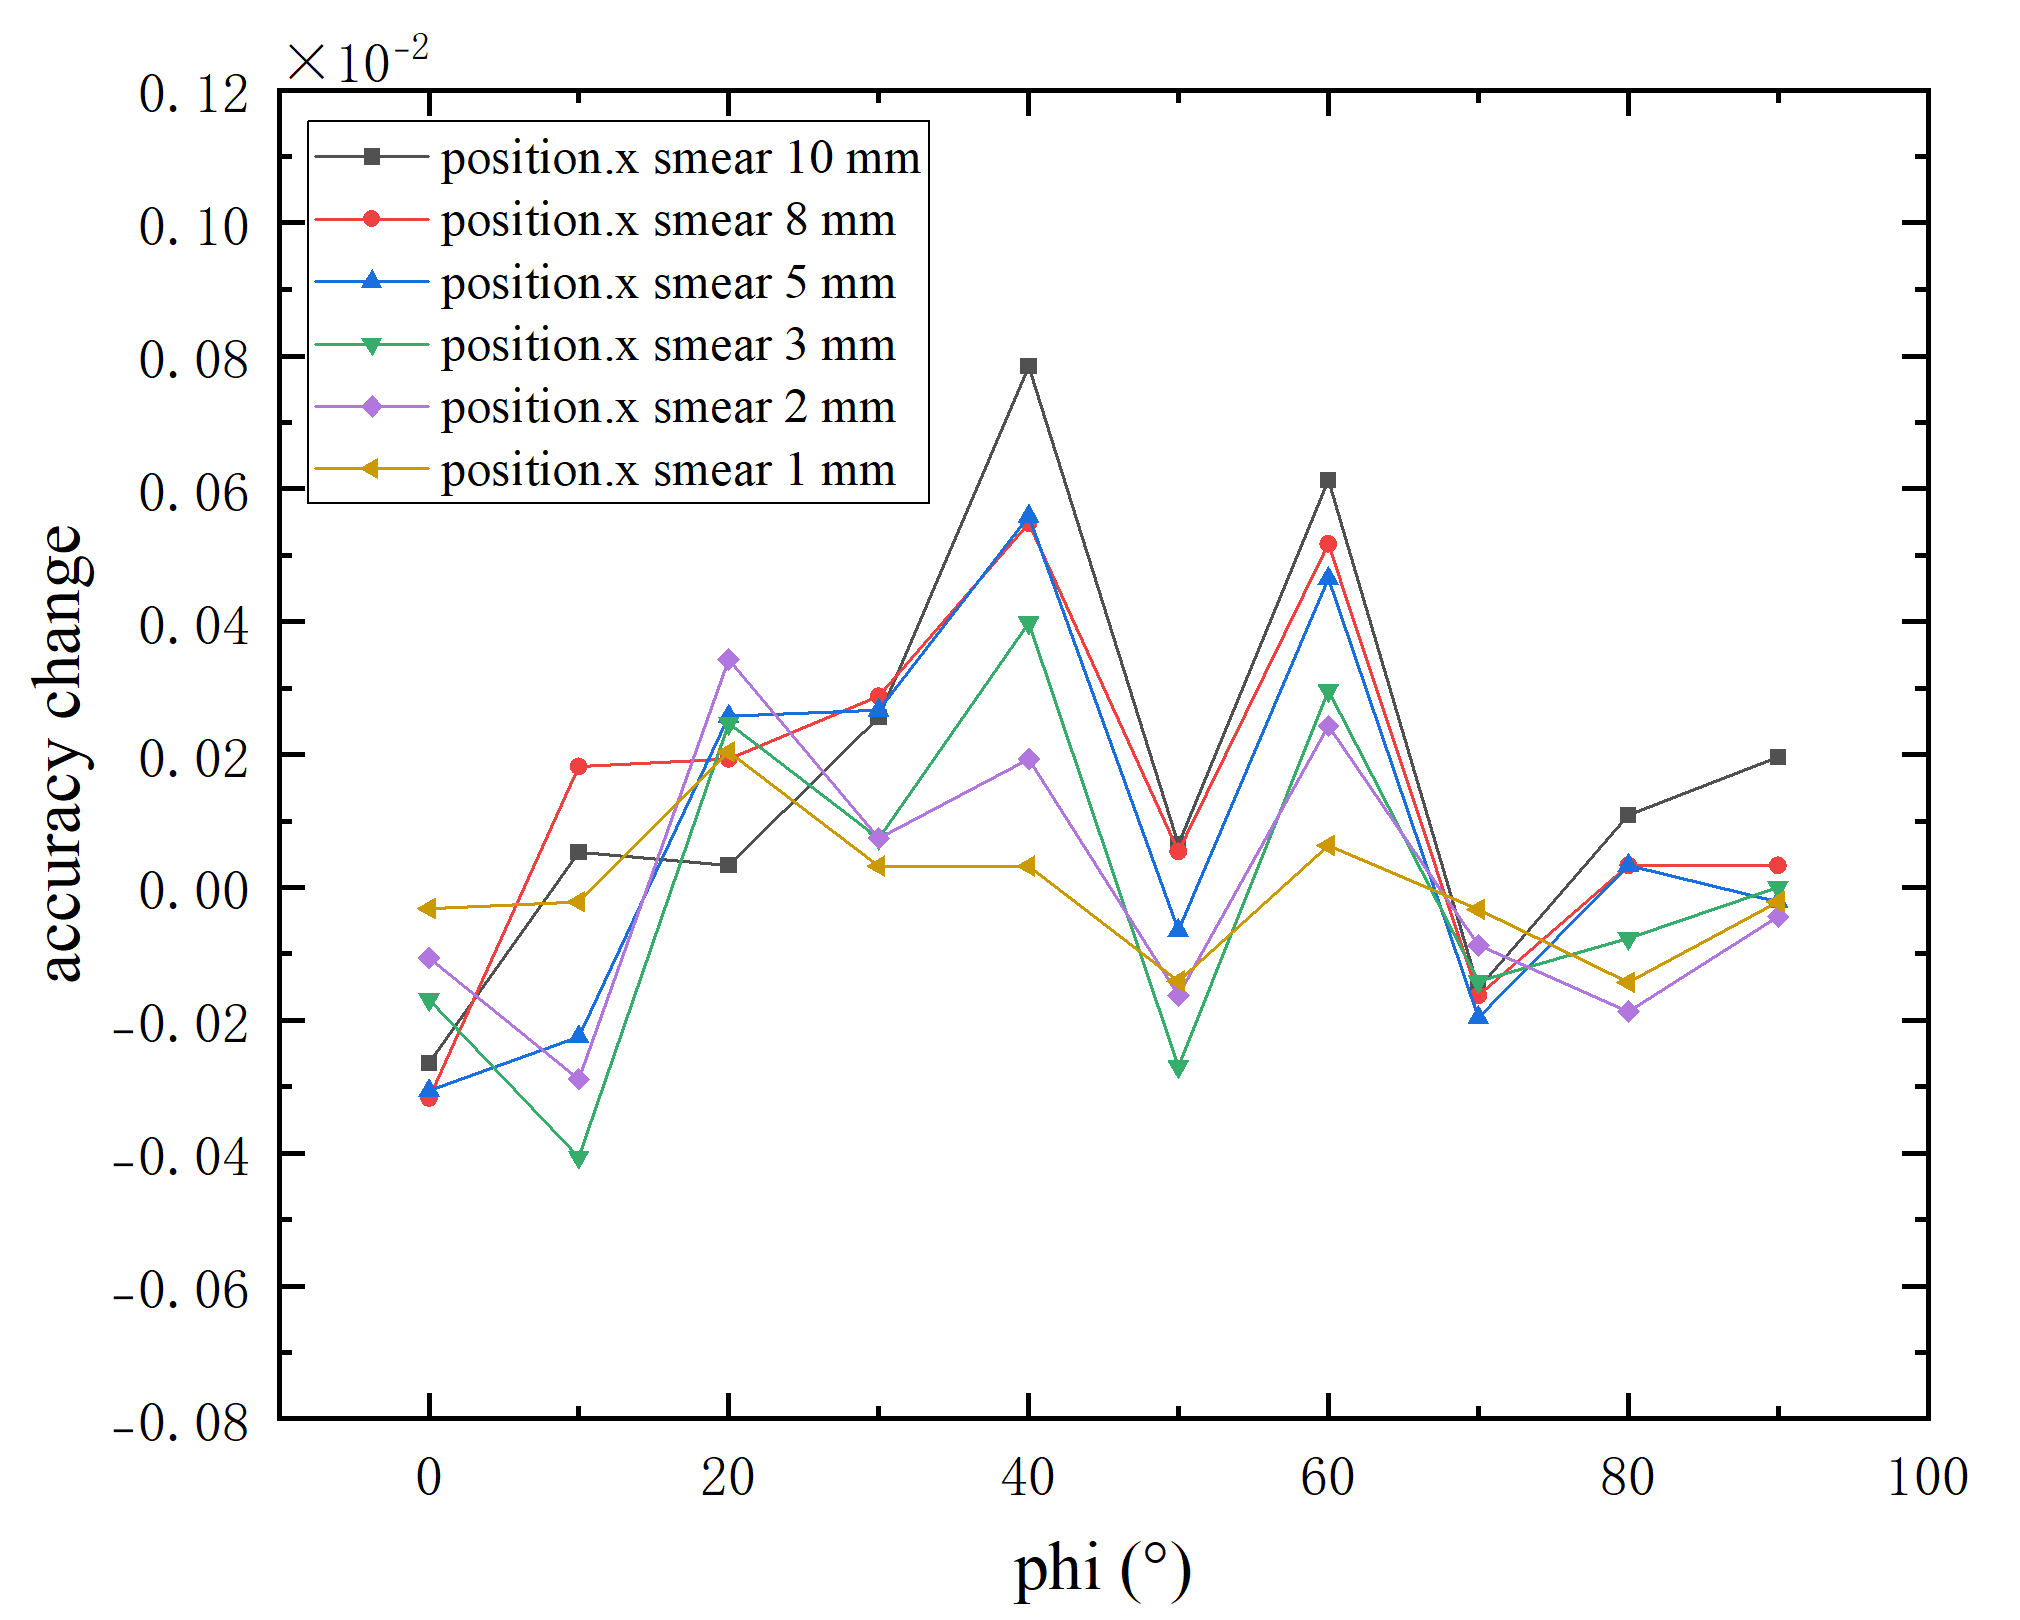 ×10⁻²
0.12
0.10
0.08
0.06
0.04
0.02
0.00
-0.02
-0.04
-0.06
-0.08
accuracy change
position.x smear 10 mm
position.x smear 8 mm
position.x smear 5 mm
position.x smear 3 mm
position.x smear 2 mm
position.x smear 1 mm
0 20 40 60 80 100
phi (°)